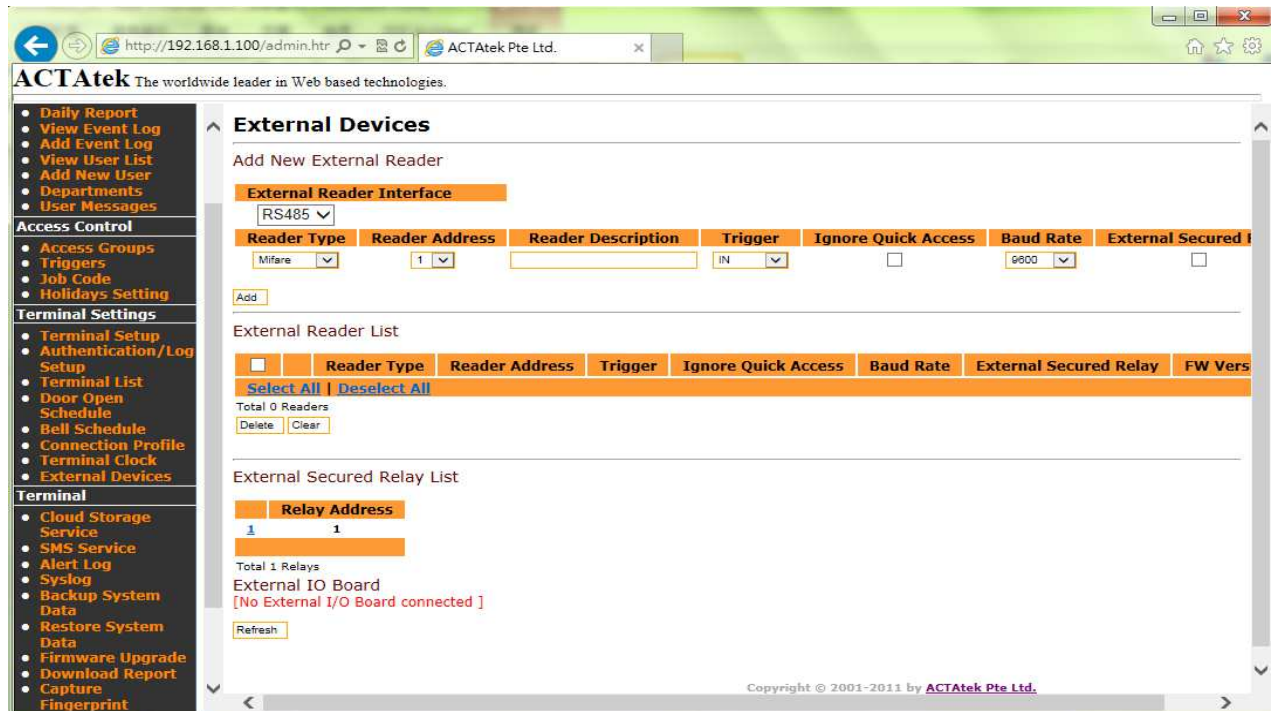 http://192.168.1.100/admin.htr
ACTAtek Pte Ltd.
ACTAtek The worldwide leader in Web based technologies.
Daily Report
View Event Log
Add Event Log
View User List
Add New User
Departments
User Messages
Access Control
Access Groups
Triggers
Job Code
Holidays Setting
Terminal Settings
Terminal Setup
Authentication/Log
Setup
Terminal List
Door Open
Schedule
Bell Schedule
Connection Profile
Terminal Clock
External Devices
Terminal
Cloud Storage
Service
SMS Service
Alert Log
Syslog
Backup System
Data
Restore System
Data
Firmware Upgrade
Download Report
Capture
Fingerprint
External Devices
Add New External Reader
External Reader Interface
RS485
Reader Type Reader Address Reader Description Trigger Ignore Quick Access Baud Rate External Secured
Mifare 1 IN 9600
Add
External Reader List
Reader Type Reader Address Trigger Ignore Quick Access Baud Rate External Secured Relay FW Vers
Select All | Deselect All
Total 0 Readers
Delete Clear
External Secured Relay List
Relay Address
1 1
Total 1 Relays
External IO Board
[No External I/O Board connected ]
Refresh
Copyright © 2001-2011 by ACTAtek Pte Ltd.